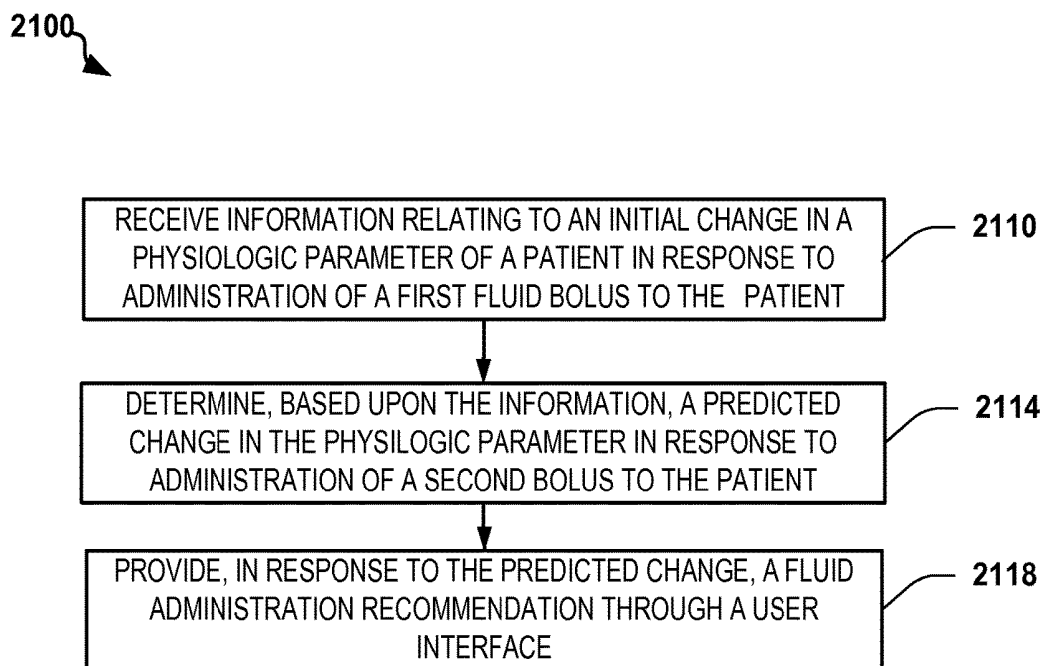 2100
RECEIVE INFORMATION RELATING TO AN INITIAL CHANGE IN A
PHYSIOLOGIC PARAMETER OF A PATIENT IN RESPONSE TO
ADMINISTRATION OF A FIRST FLUID BOLUS TO THE PATIENT
2110
DETERMINE, BASED UPON THE INFORMATION, A PREDICTED
CHANGE IN THE PHYSILOGIC PARAMETER IN RESPONSE TO
ADMINISTRATION OF A SECOND BOLUS TO THE PATIENT
2114
PROVIDE, IN RESPONSE TO THE PREDICTED CHANGE, A FLUID
ADMINISTRATION RECOMMENDATION THROUGH A USER
INTERFACE
2118